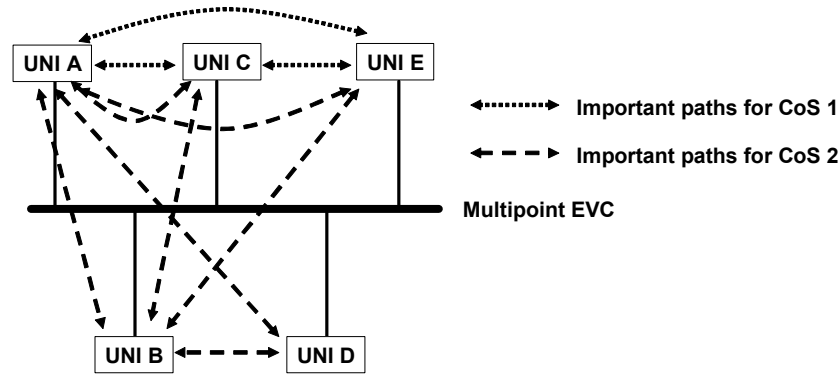 UNI A
UNI C
UNI E
Important paths for CoS 1
Important paths for CoS 2
Multipoint EVC
UNI B
UNI D